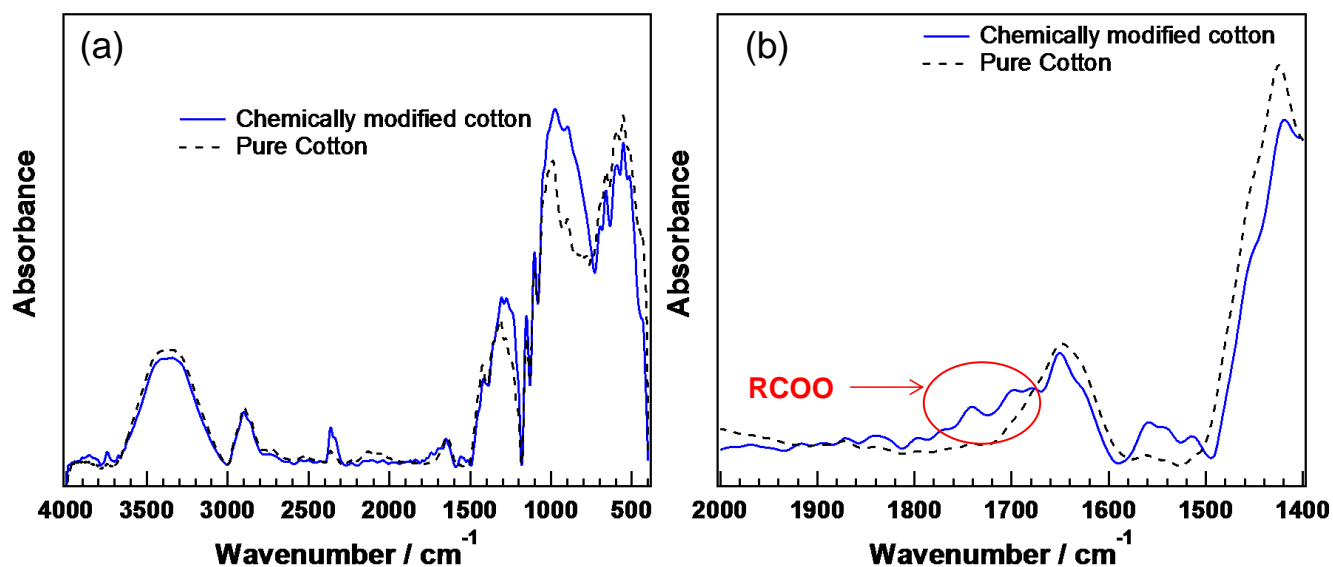 (a)
Chemically modified cotton
Pure Cotton
Absorbance
4000 3500 3000 2500 2000 1500 1000 500
Wavenumber / cm-1
(b)
Chemically modified cotton
Pure Cotton
RCOO
Absorbance
2000 1900 1800 1700 1600 1500 1400
Wavenumber / cm-1